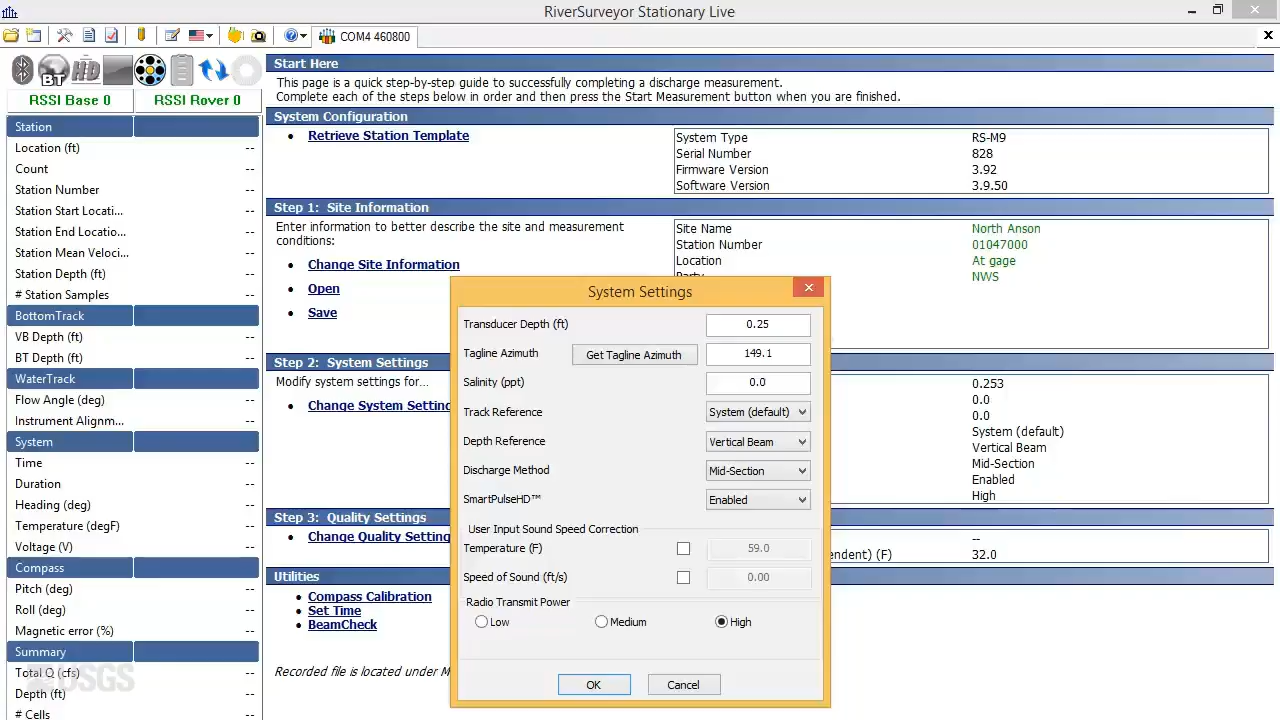 RiverSurveyor Stationary Live
COM4 460800
BT
HD
RSSI Base 0
RSSI Rover 0
Station
Location (ft) --
Count --
Station Number --
Station Start Locati... --
Station End Locatio... --
Station Mean Veloci... --
Station Depth (ft) --
# Station Samples --
BottomTrack
VB Depth (ft) --
BT Depth (ft) --
WaterTrack
Flow Angle (deg) --
Instrument Alignm... --
System
Time --
Duration --
Heading (deg) --
Temperature (degF) --
Voltage (V) --
Compass
Pitch (deg) --
Roll (deg) --
Magnetic error (%) --
Summary
Total Q (cfs) --
Depth (ft) --
# Cells --
USGS
Start Here
This page is a quick step-by-step guide to successfully completing a discharge measurement.
Complete each of the steps below in order and then press the Start Measurement button when you are finished.
System Configuration
Retrieve Station Template
System Type RS-M9
Serial Number 828
Firmware Version 3.92
Software Version 3.9.50
Step 1: Site Information
Enter information to better describe the site and measurement
conditions:
Change Site Information
Open
Save
Site Name North Anson
Station Number 01047000
Location At gage
Party NWS
Step 2: System Settings
Modify system settings for...
Change System Setting
0.253
0.0
0.0
System (default)
Vertical Beam
Mid-Section
Enabled
High
Step 3: Quality Settings
Change Quality Setting
--
endent) (F) 32.0
Utilities
Compass Calibration
Set Time
BeamCheck
Recorded file is located under M
System Settings
Transducer Depth (ft) 0.25
Tagline Azimuth Get Tagline Azimuth 149.1
Salinity (ppt) 0.0
Track Reference System (default)
Depth Reference Vertical Beam
Discharge Method Mid-Section
SmartPulseHD™ Enabled
User Input Sound Speed Correction
Temperature (F) 59.0
Speed of Sound (ft/s) 0.00
Radio Transmit Power
Low Medium High
OK Cancel